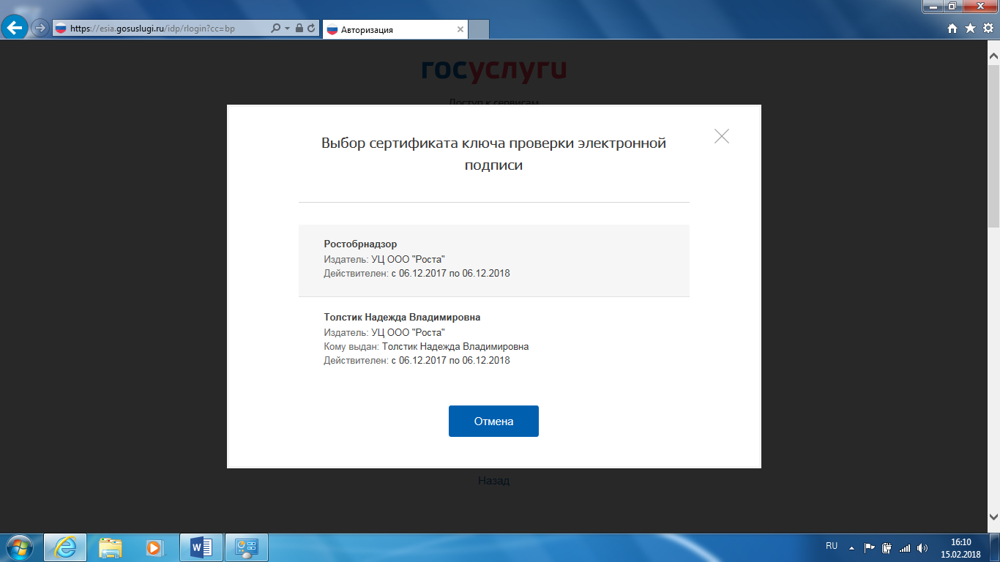 https://esia.gosuslugi.ru/idp/rlogin?cc=bp
Авторизация
госуслуги
Доступ к сервисам
Выбор сертификата ключа проверки электронной
подписи
Ростобрнадзор
Издатель: УЦ ООО "Роста"
Действителен: с 06.12.2017 по 06.12.2018
Толстик Надежда Владимировна
Издатель: УЦ ООО "Роста"
Кому выдан: Толстик Надежда Владимировна
Действителен: с 06.12.2017 по 06.12.2018
Отмена
Назад
RU
16:10
15.02.2018